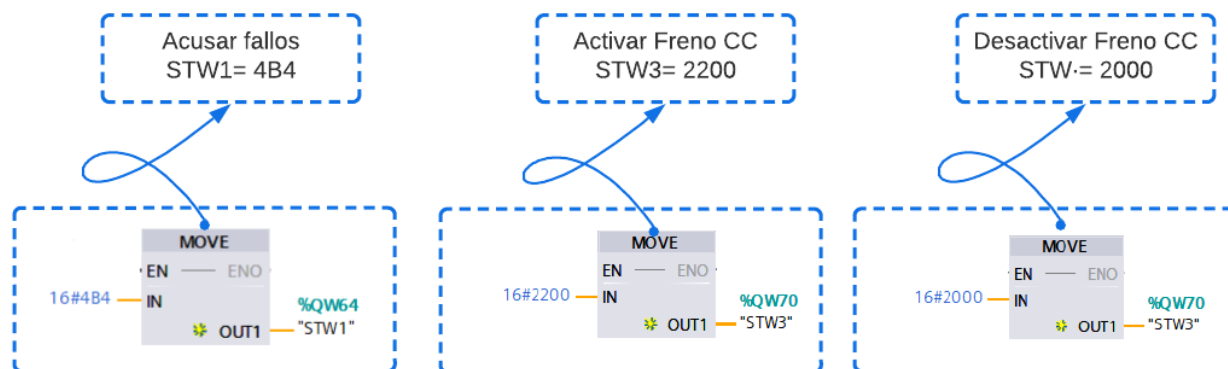 Acusar fallos
STW1= 4B4
Activar Freno CC
STW3= 2200
Desactivar Freno CC
STW·= 2000
MOVE
EN ENO
16#4B4 IN
%QW64
OUT1 "STW1"
MOVE
EN ENO
16#2200 IN
%QW70
OUT1 "STW3"
MOVE
EN ENO
16#2000 IN
%QW70
OUT1 "STW3"